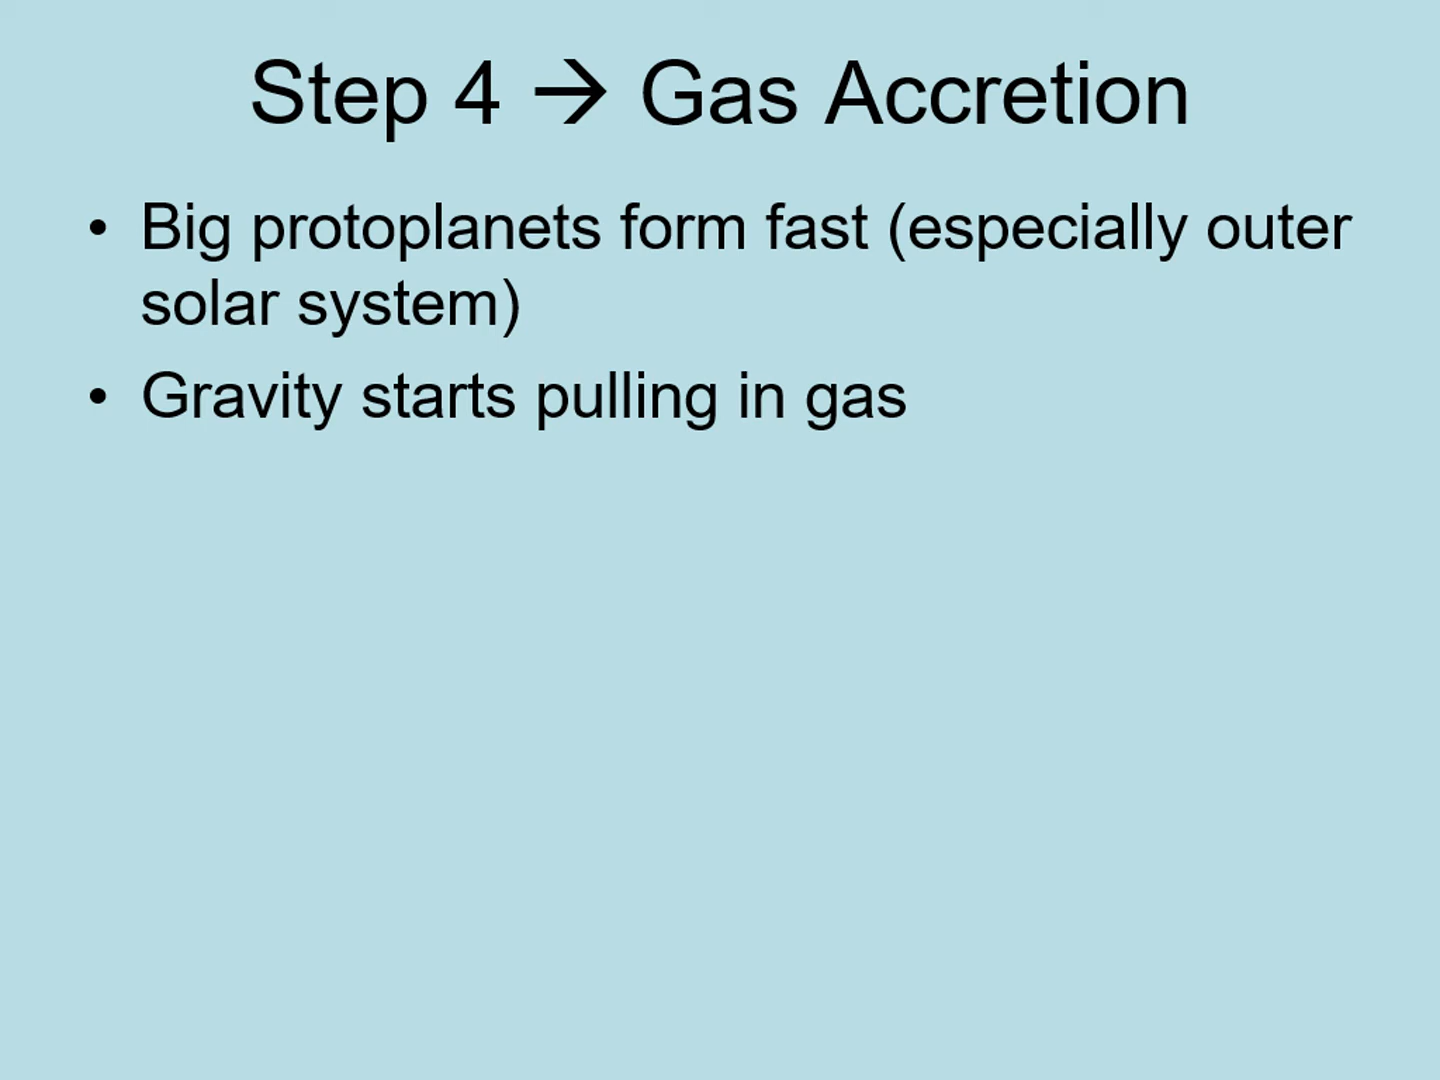 Step 4 → Gas Accretion
• Big protoplanets form fast (especially outer
solar system)
• Gravity starts pulling in gas